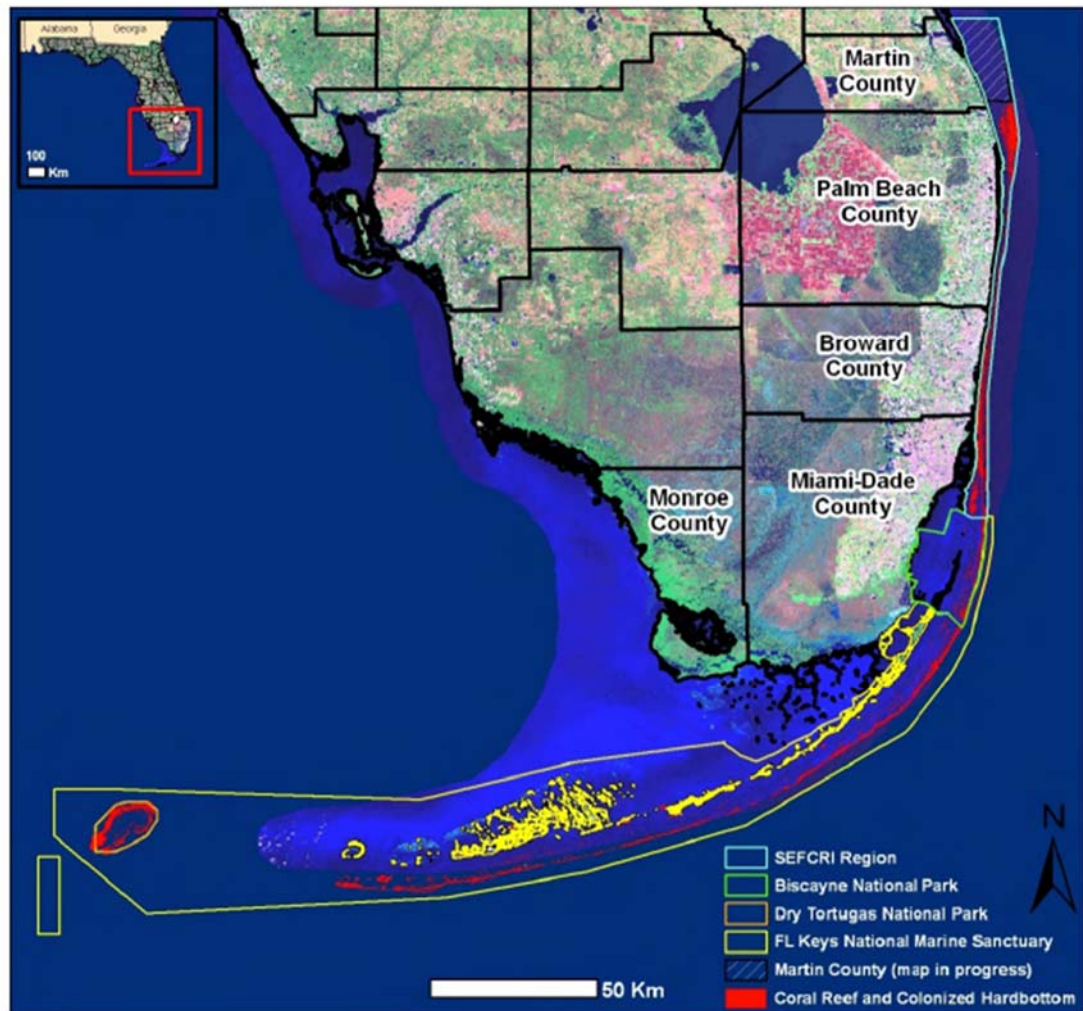 Alabama
Georgia
100
Km
Martin
County
Palm Beach
County
Broward
County
Miami-Dade
County
Monroe
County
N
SEFCRI Region
Biscayne National Park
Dry Tortugas National Park
FL Keys National Marine Sanctuary
Martin County (map in progress)
Coral Reef and Colonized Hardbottom
50 Km